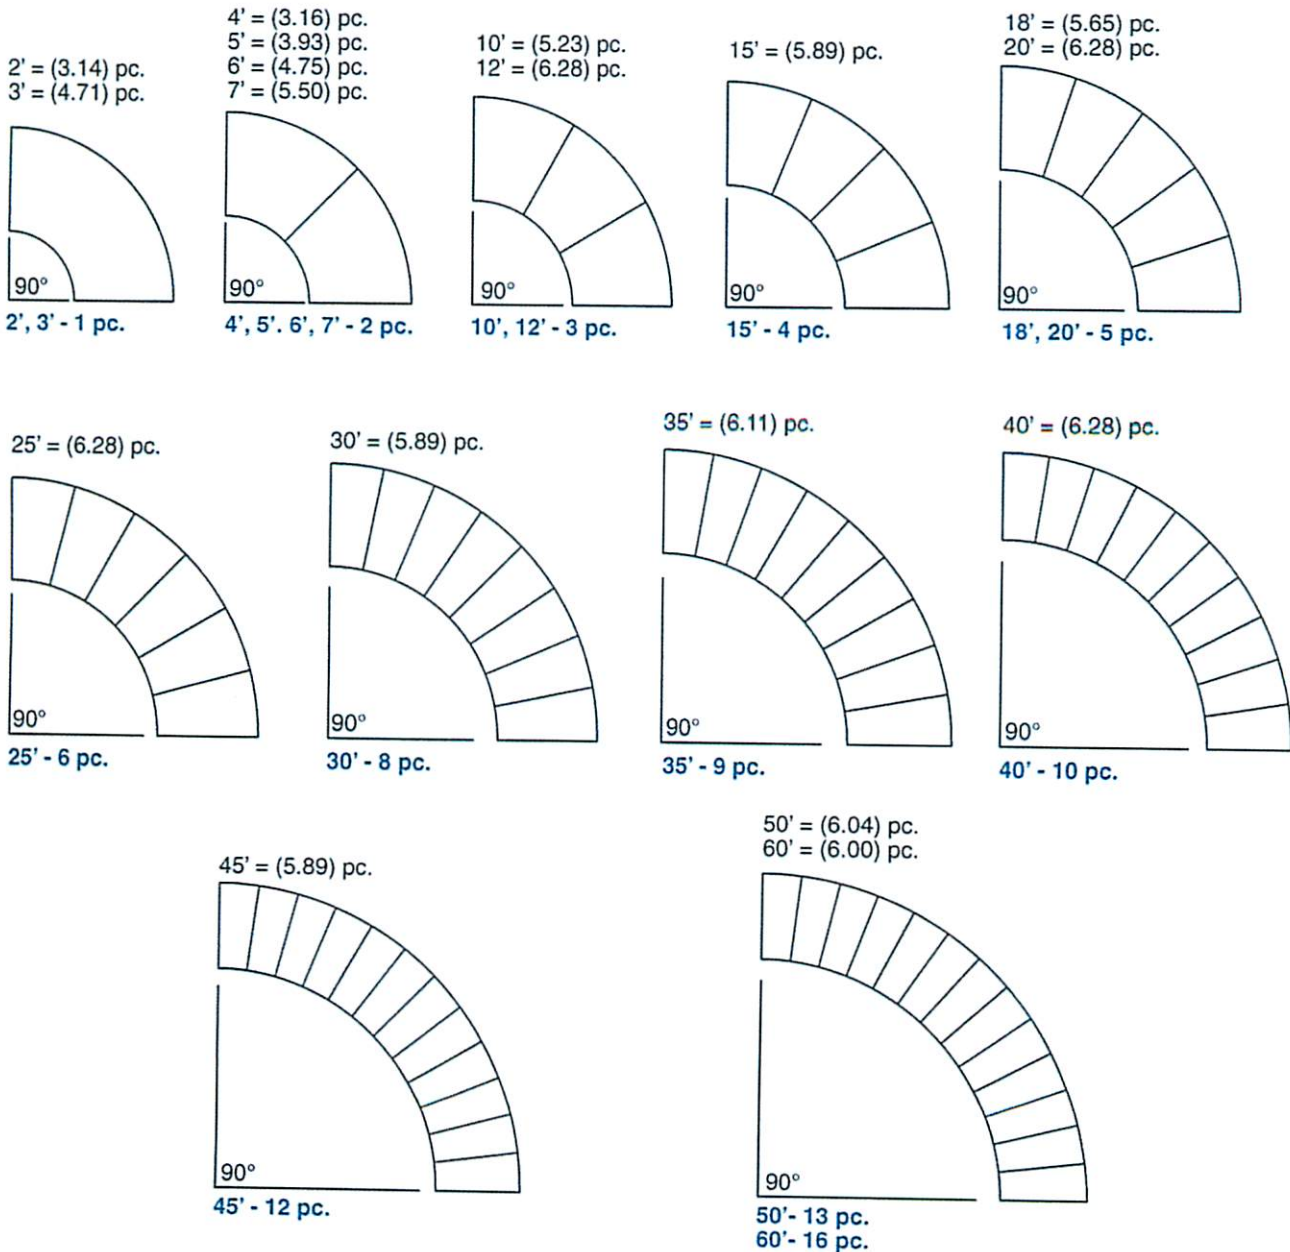 2' = (3.14) pc.
3' = (4.71) pc.
90°
2', 3' - 1 pc.
4' = (3.16) pc.
5' = (3.93) pc.
6' = (4.75) pc.
7' = (5.50) pc.
90°
4', 5'. 6', 7' - 2 pc.
10' = (5.23) pc.
12' = (6.28) pc.
90°
10', 12' - 3 pc.
15' = (5.89) pc.
90°
15' - 4 pc.
18' = (5.65) pc.
20' = (6.28) pc.
90°
18', 20' - 5 pc.
25' = (6.28) pc.
90°
25' - 6 pc.
30' = (5.89) pc.
90°
30' - 8 pc.
35' = (6.11) pc.
90°
35' - 9 pc.
40' = (6.28) pc.
90°
40' - 10 pc.
45' = (5.89) pc.
90°
45' - 12 pc.
50' = (6.04) pc.
60' = (6.00) pc.
90°
50'- 13 pc.
60'- 16 pc.